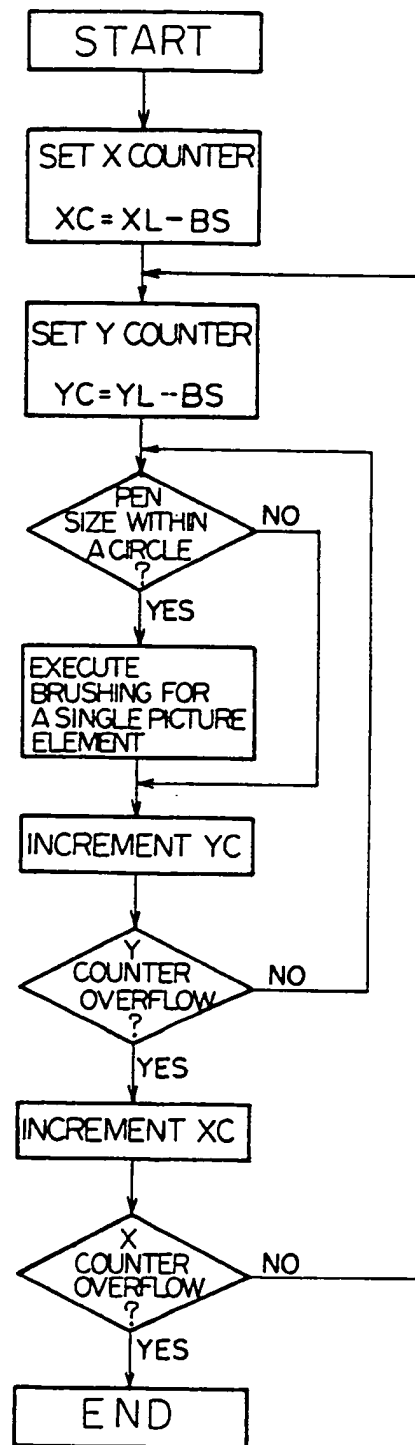 START
SET X COUNTER
XC = XL - BS
SET Y COUNTER
YC = YL - BS
PEN
SIZE WITHIN
A CIRCLE
?
NO
YES
EXECUTE
BRUSHING FOR
A SINGLE PICTURE
ELEMENT
INCREMENT YC
Y
COUNTER
OVERFLOW
?
NO
YES
INCREMENT XC
X
COUNTER
OVERFLOW
?
NO
YES
END